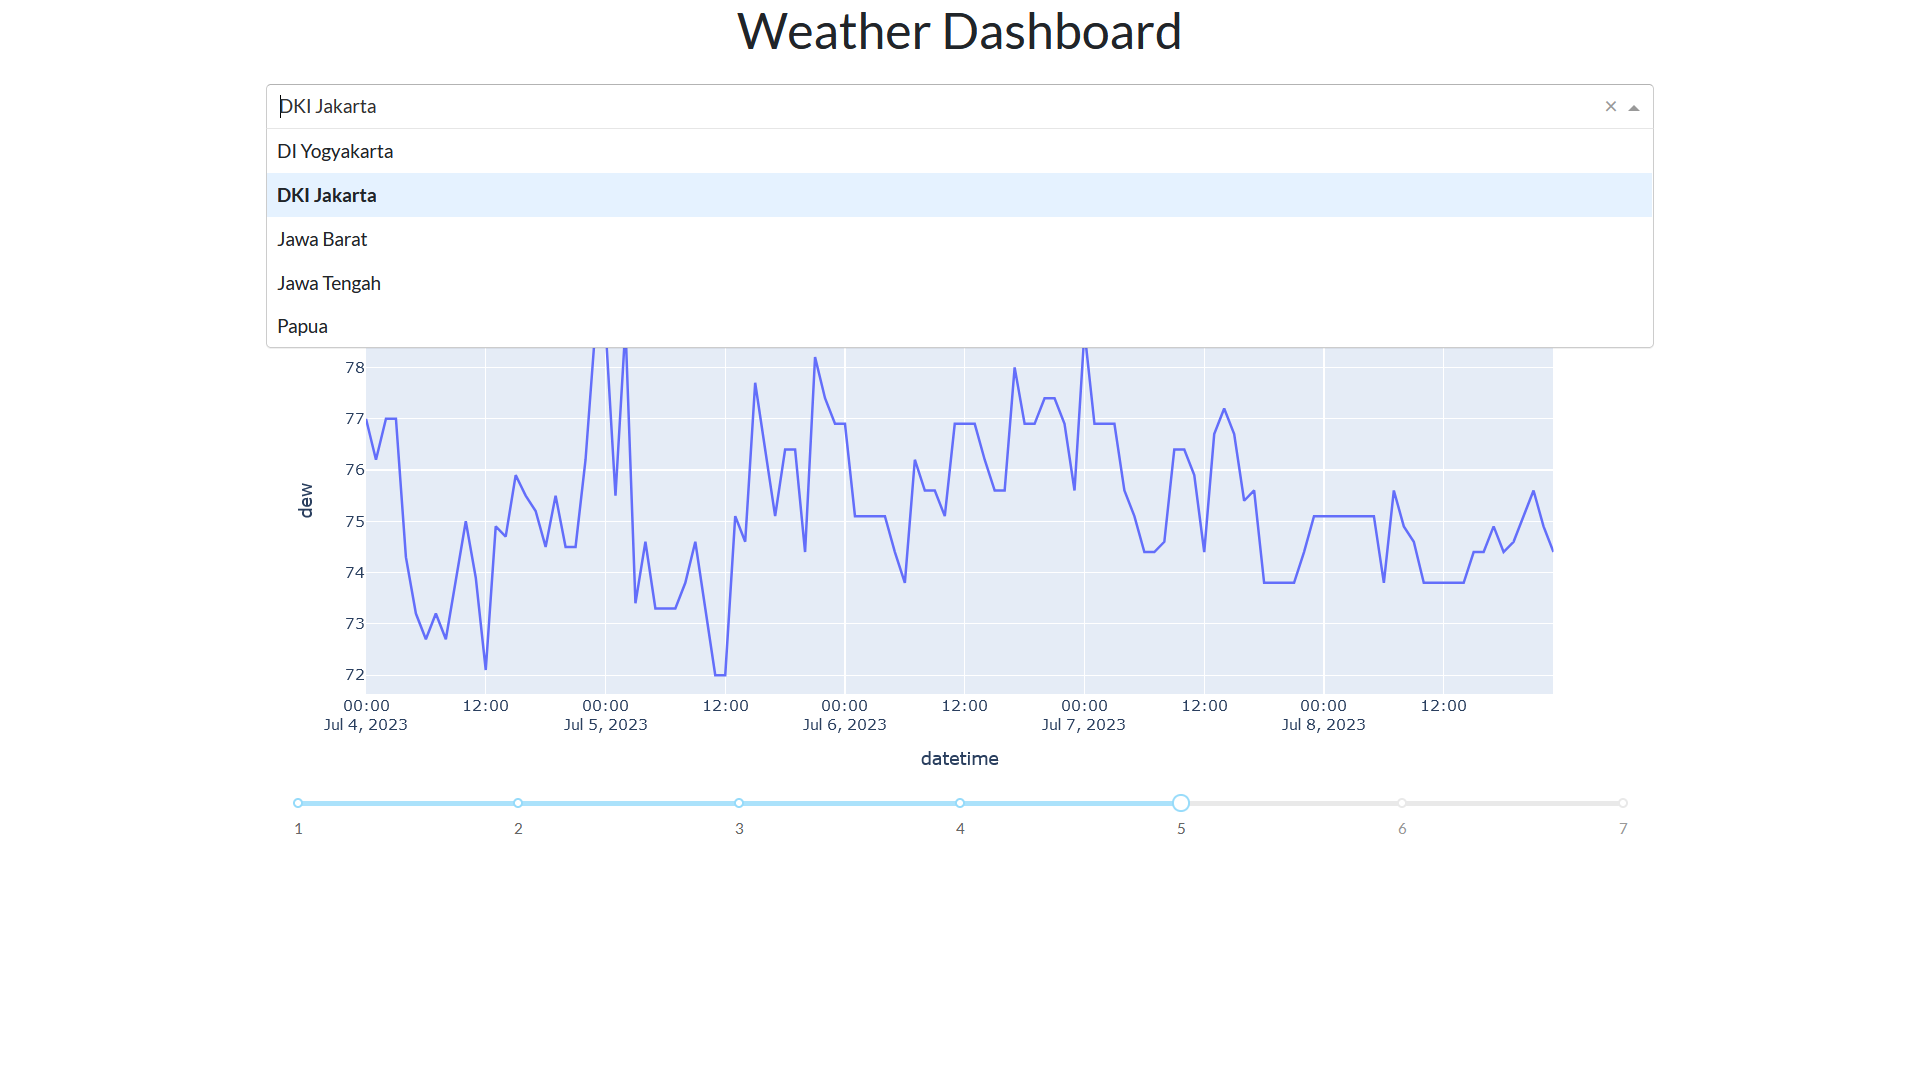 Weather Dashboard
DKI Jakarta ×
DI Yogyakarta
DKI Jakarta
Jawa Barat
Jawa Tengah
Papua
78
77
76
75
74
73
72
dew
00:00 12:00 00:00 12:00 00:00 12:00 00:00 12:00 00:00 12:00
Jul 4, 2023 Jul 5, 2023 Jul 6, 2023 Jul 7, 2023 Jul 8, 2023
datetime
1 2 3 4 5 6 7